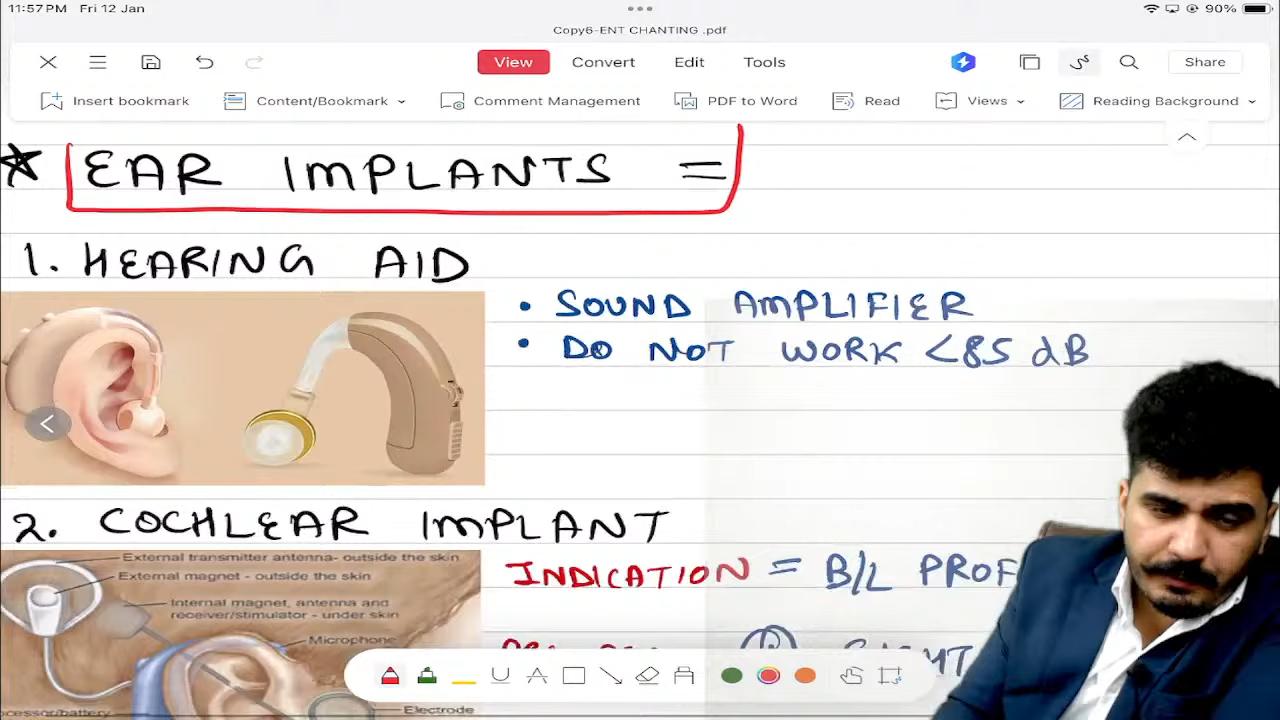 11:57PM Fri 12 Jan
90%
Copy6-ENT CHANTING .pdf
View Convert Edit Tools
Share
Insert bookmark Content/Bookmark Comment Management PDF to Word Read Views Reading Background
EAR IMPLANTS =
1. HEARING AID
• SOUND AMPLIFIER
• DO NOT WORK <85 dB
2. COCHLEAR IMPLANT
External transmitter antenna- outside the skin
External magnet - outside the skin
Internal magnet, antenna and
receiver/stimulator - under skin
Microphone
Electrode
INDICATION = B/L PROF